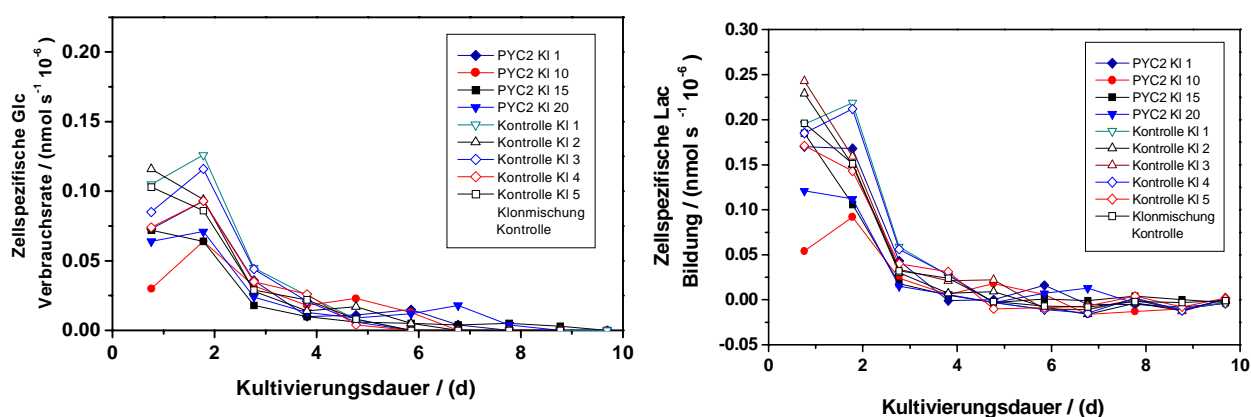 Zellspezifische Glc
Verbrauchsrate / (nmol s⁻¹ 10⁻⁶)
0.20
0.15
0.10
0.05
0.00
0
2
4
6
8
10
Kultivierungsdauer / (d)
PYC2 Kl 1
PYC2 Kl 10
PYC2 Kl 15
PYC2 Kl 20
Kontrolle Kl 1
Kontrolle Kl 2
Kontrolle Kl 3
Kontrolle Kl 4
Kontrolle Kl 5
Klonmischung
Kontrolle
Zellspezifische Lac
Bildung / (nmol s ⁻¹ 10⁻⁶)
0.30
0.25
0.20
0.15
0.10
0.05
0.00
-0.05
0
2
4
6
8
10
Kultivierungsdauer / (d)
PYC2 Kl 1
PYC2 Kl 10
PYC2 Kl 15
PYC2 Kl 20
Kontrolle Kl 1
Kontrolle Kl 2
Kontrolle Kl 3
Kontrolle Kl 4
Kontrolle Kl 5
Klonmischung
Kontrolle